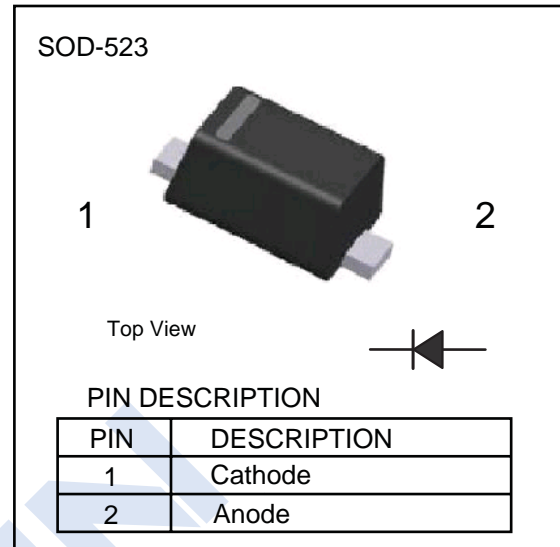 SOD-523
1 2
Top View
PIN DESCRIPTION
PIN DESCRIPTION
1 Cathode
2 Anode